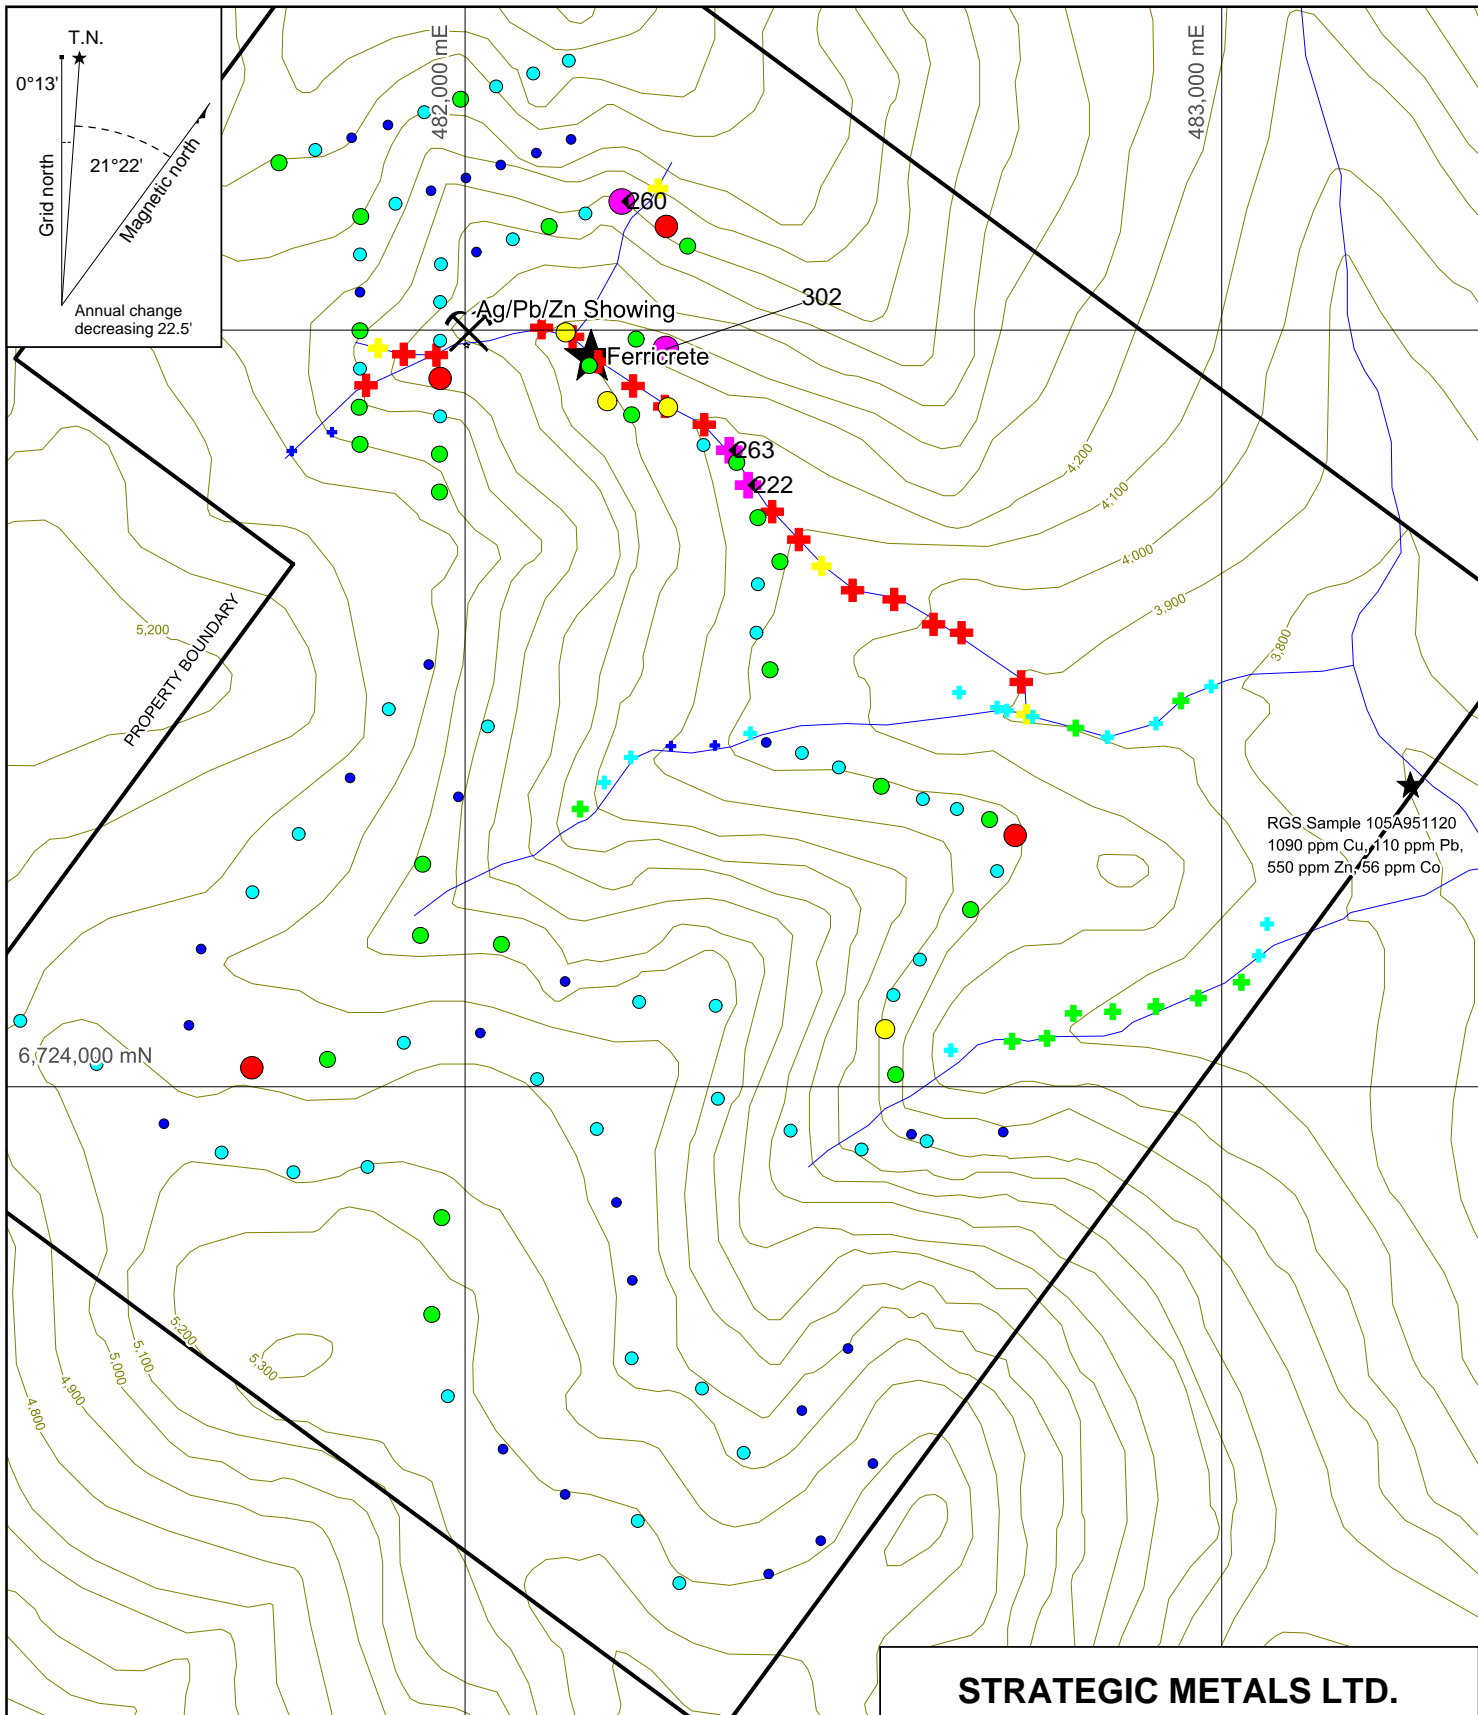 T.N.
0°13'
21°22'
Grid north
Magnetic north
Annual change
decreasing 22.5'
482,000 mE
483,000 mE
260
302
Ag/Pb/Zn Showing
Ferricrete
263
222
4,200
4,100
4,000
3,900
3,800
5,200
PROPERTY BOUNDARY
RGS Sample 105A951120
1090 ppm Cu, 110 ppm Pb,
550 ppm Zn, 56 ppm Co
6,724,000 mN
5,200
5,300
5,100
5,000
4,900
4,800
STRATEGIC METALS LTD.